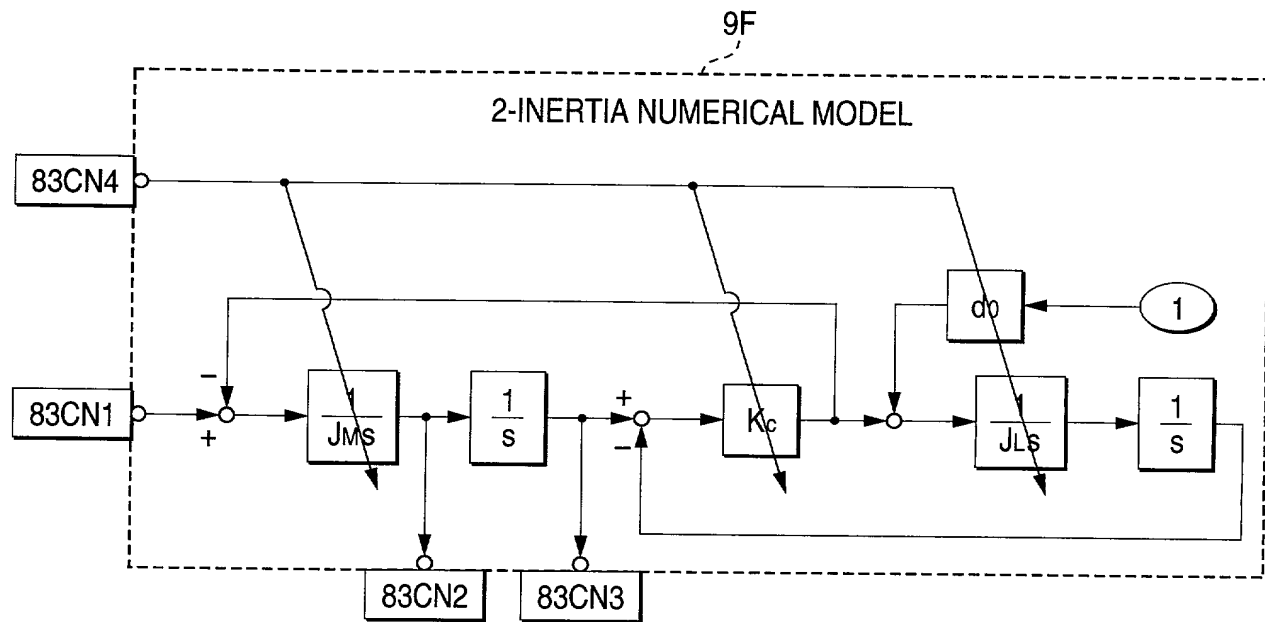 9F
2-INERTIA NUMERICAL MODEL
83CN4
d0
1
83CN1
−
+
1
JMs
1
s
+
−
Kc
1
JLs
1
s
83CN2
83CN3